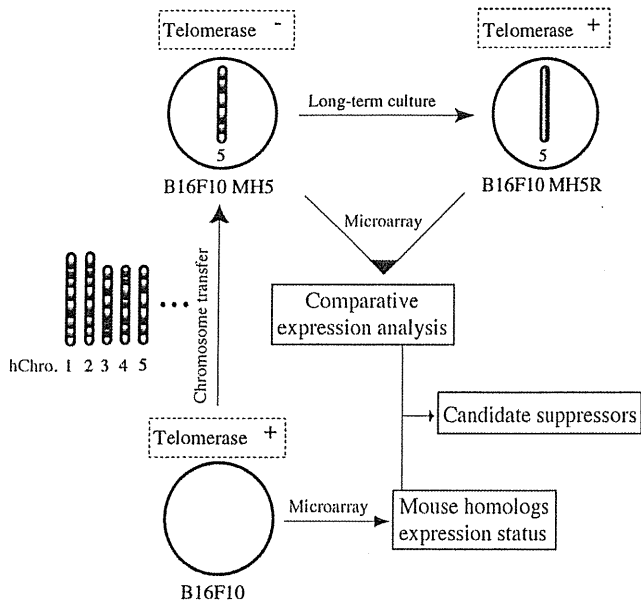 Telomerase -
Telomerase +
5
Long-term culture
5
B16F10 MH5
B16F10 MH5R
Microarray
Chromosome transfer
Comparative
expression analysis
hChro. 1 2 3 4 5
...
Candidate suppressors
Telomerase +
Microarray
Mouse homologs
expression status
B16F10